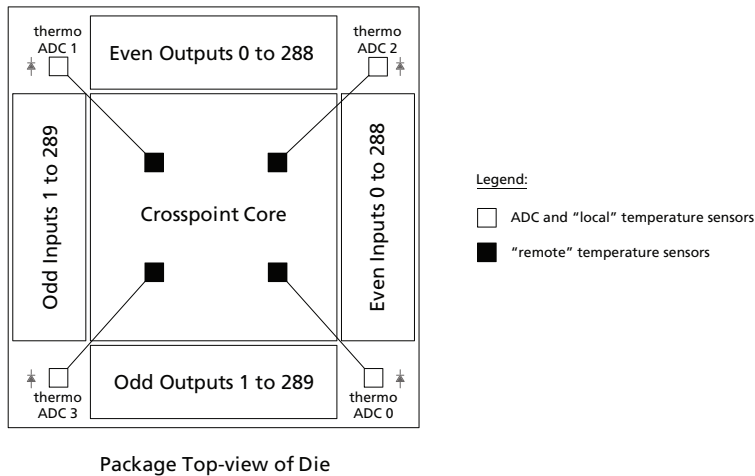 thermo
ADC 1
Even Outputs 0 to 288
thermo
ADC 2
Odd Inputs 1 to 289
Crosspoint Core
Even Inputs 0 to 288
Legend:
ADC and “local” temperature sensors
“remote” temperature sensors
thermo
ADC 3
Odd Outputs 1 to 289
thermo
ADC 0
Package Top-view of Die